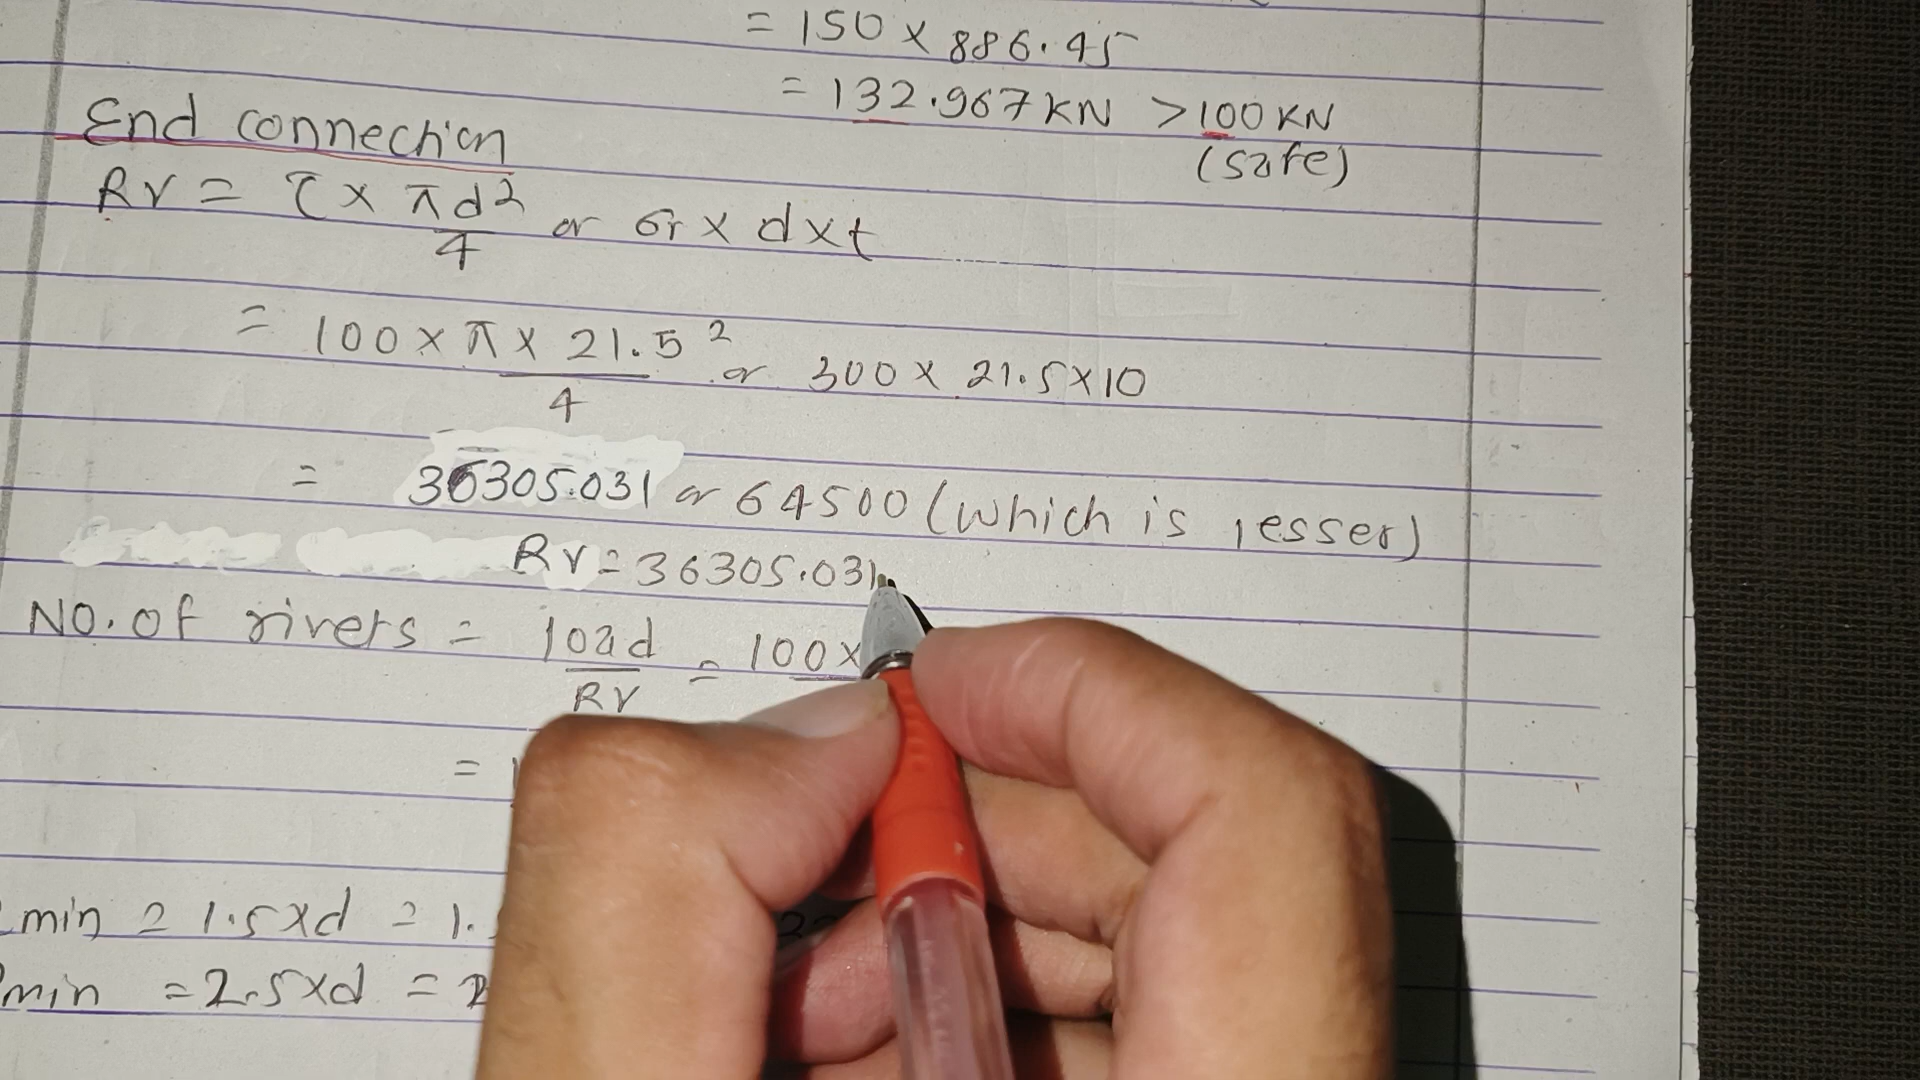 = 150 × 886.45
= 132.967 KN > 100 KN
(safe)
End connection
RV = τ × πd²/4 or σr × d × t
= 100 × π × 21.5²/4 or 300 × 21.5 × 10
= 36305.031 or 64500 (which is lesser)
RV = 36305.031
NO. of rivets = load/RV = 100×
=
min = 1.5 × d = 1.
min = 2.5 × d = 2